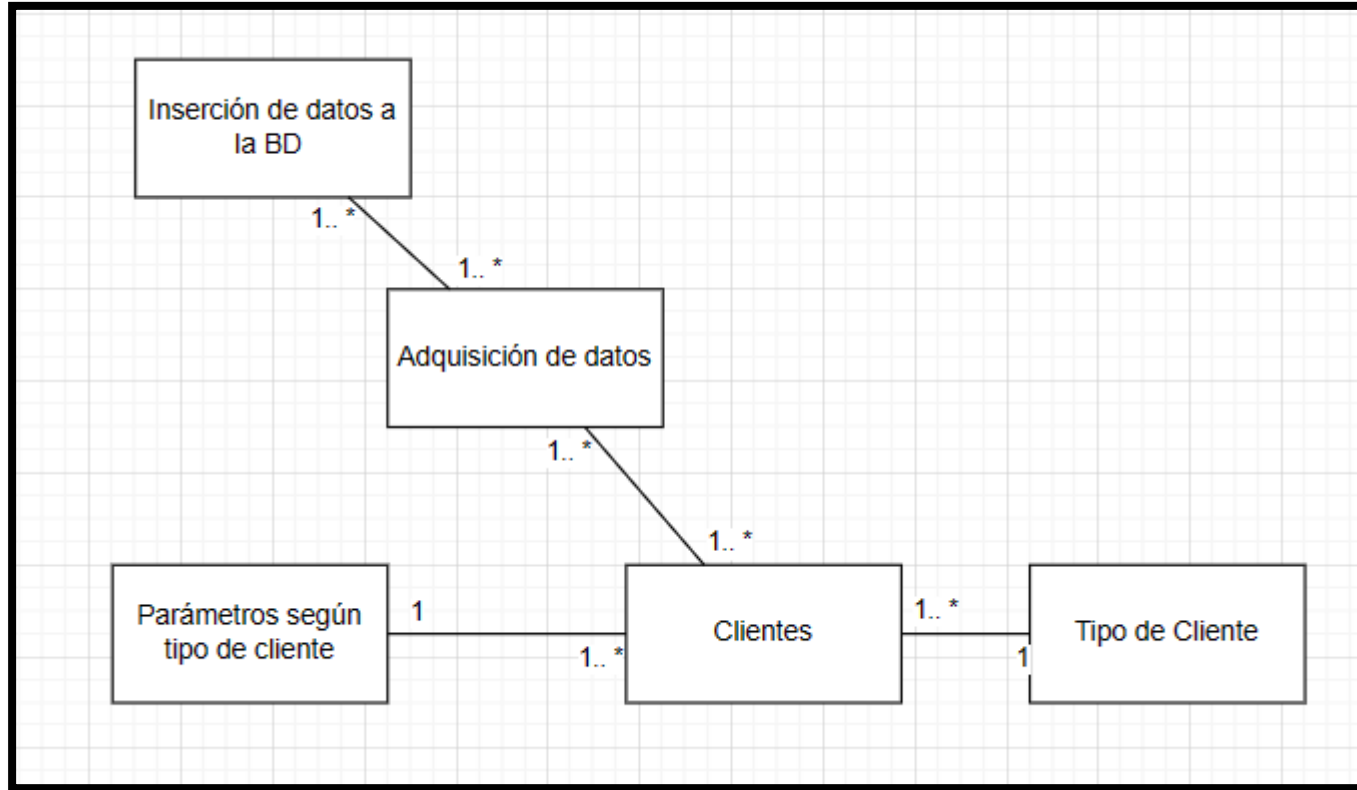 Inserción de datos a
la BD
1.. *
1.. *
Adquisición de datos
1.. *
1.. *
Parámetros según
tipo de cliente
1
1.. *
Clientes
1.. *
1
Tipo de Cliente